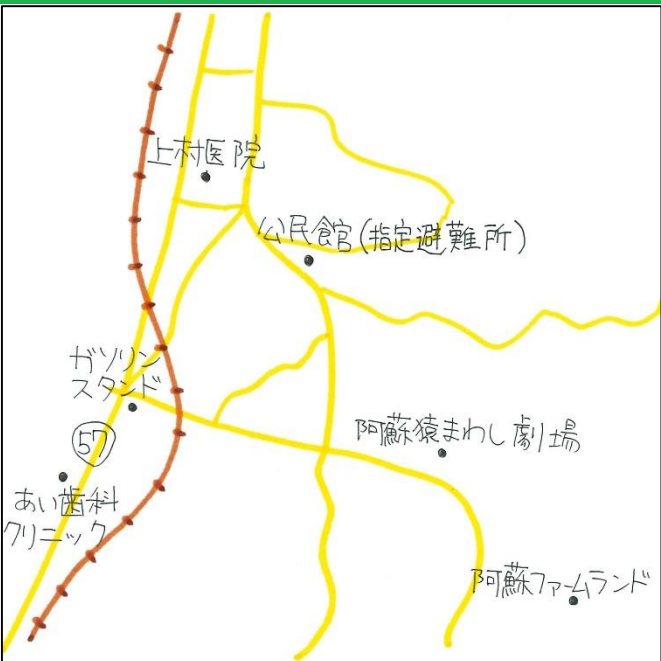 上村医院
公民館(指定避難所)
ガソリン
スタンド
57
阿蘇猿まわし劇場
あい歯科
クリニック
阿蘇ファームランド